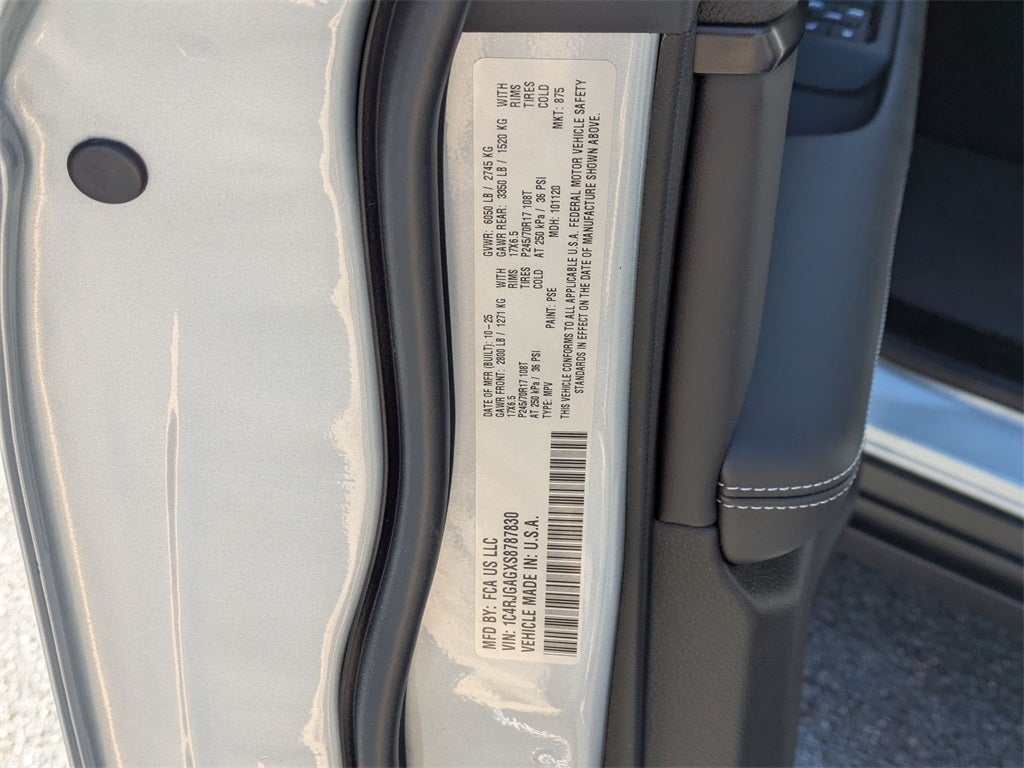 MFD BY: FCA US LLC
VIN: 1C4RJGAGXS8787830
VEHICLE MADE IN: U.S.A.
DATE OF MFR (BUILT): 10-25 GVWR: 6050 LB / 2745 KG
GAWR FRONT: 2800 LB / 1271 KG WITH GAWR REAR: 3350 LB / 1520 KG WITH
17X6.5 RIMS 17X6.5 RIMS
P245/70R17 108T TIRES P245/70R17 108T TIRES
AT 250 kPa / 36 PSI COLD AT 250 kPa / 36 PSI COLD
TYPE: MPV PAINT: PSE MDH: 101120 MKT: 875
THIS VEHICLE CONFORMS TO ALL APPLICABLE U.S.A. FEDERAL MOTOR VEHICLE SAFETY
STANDARDS IN EFFECT ON THE DATE OF MANUFACTURE SHOWN ABOVE.